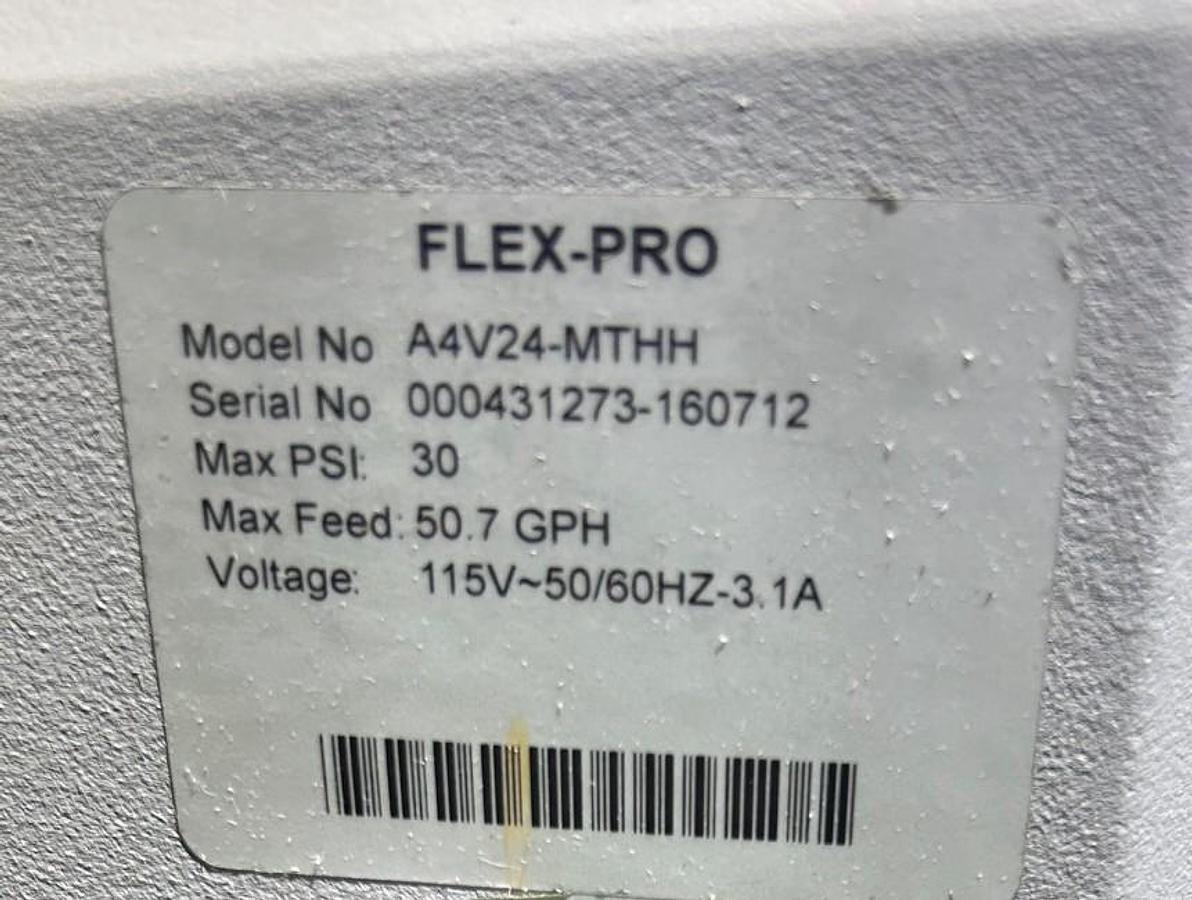 FLEX-PRO
Model No A4V24-MTHH
Serial No 000431273-160712
Max PSI: 30
Max Feed: 50.7 GPH
Voltage: 115V~50/60HZ-3.1A